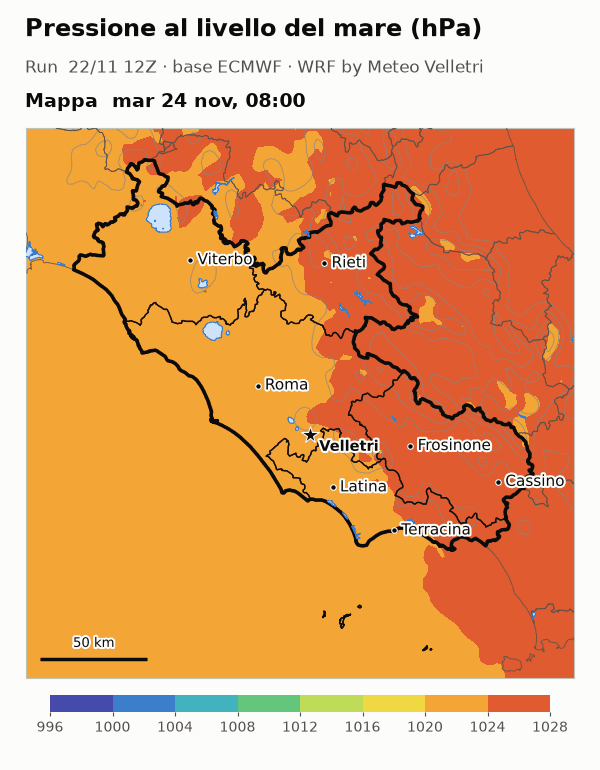 Pressione al livello del mare (hPa)
Run  22/11 12Z · base ECMWF · WRF by Meteo Velletri
Mappa  mar 24 nov, 08:00
Viterbo
Rieti
Roma
Velletri
Frosinone
Latina
Cassino
Terracina
50 km
996 1000 1004 1008 1012 1016 1020 1024 1028